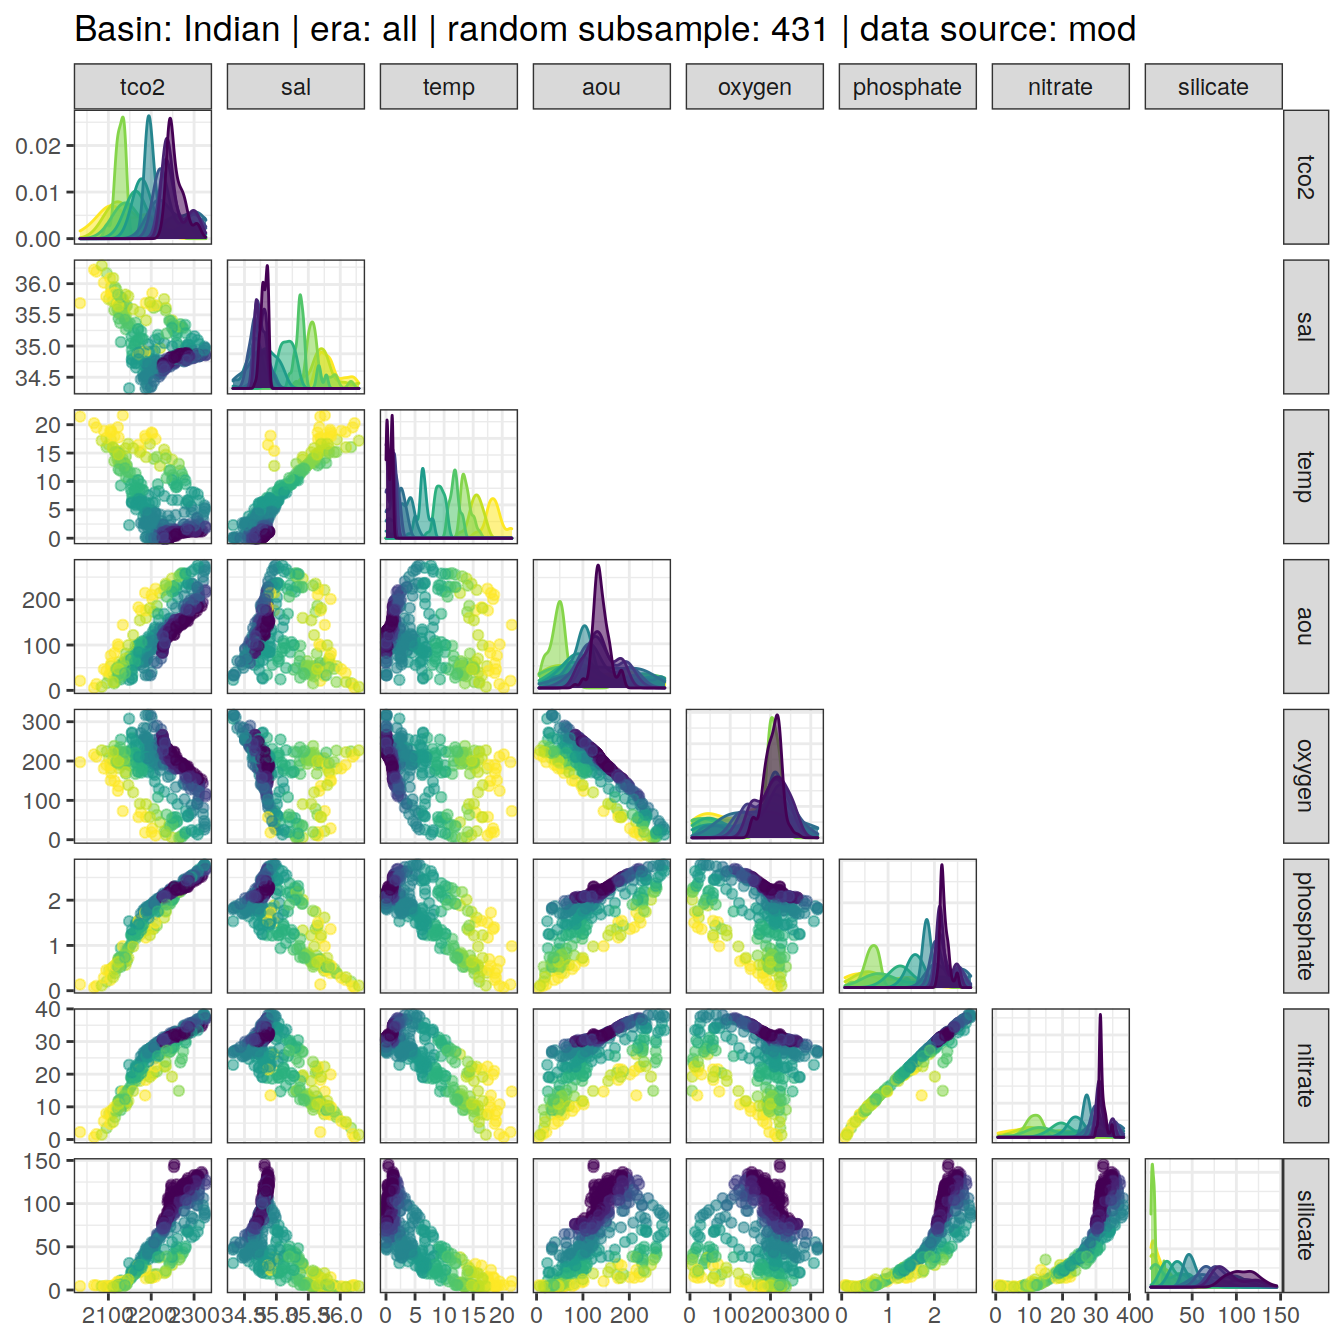 Basin: Indian | era: all | random subsample: 431 | data source: mod
tco2 sal temp aou oxygen phosphate nitrate silicate
0.02
0.01
0.00
tco2
36.0
35.5
35.0
34.5
sal
20
15
10
5
0
temp
200
100
0
aou
300
200
100
0
oxygen
2
1
0
phosphate
40
30
20
10
0
nitrate
150
100
50
0
silicate
2100 2200 2300 34.5 35.0 35.5 36.0 0 5 10 15 20 0 100 200 0 100 200 300 0 1 2 0 10 20 30 40 0 50 100 150